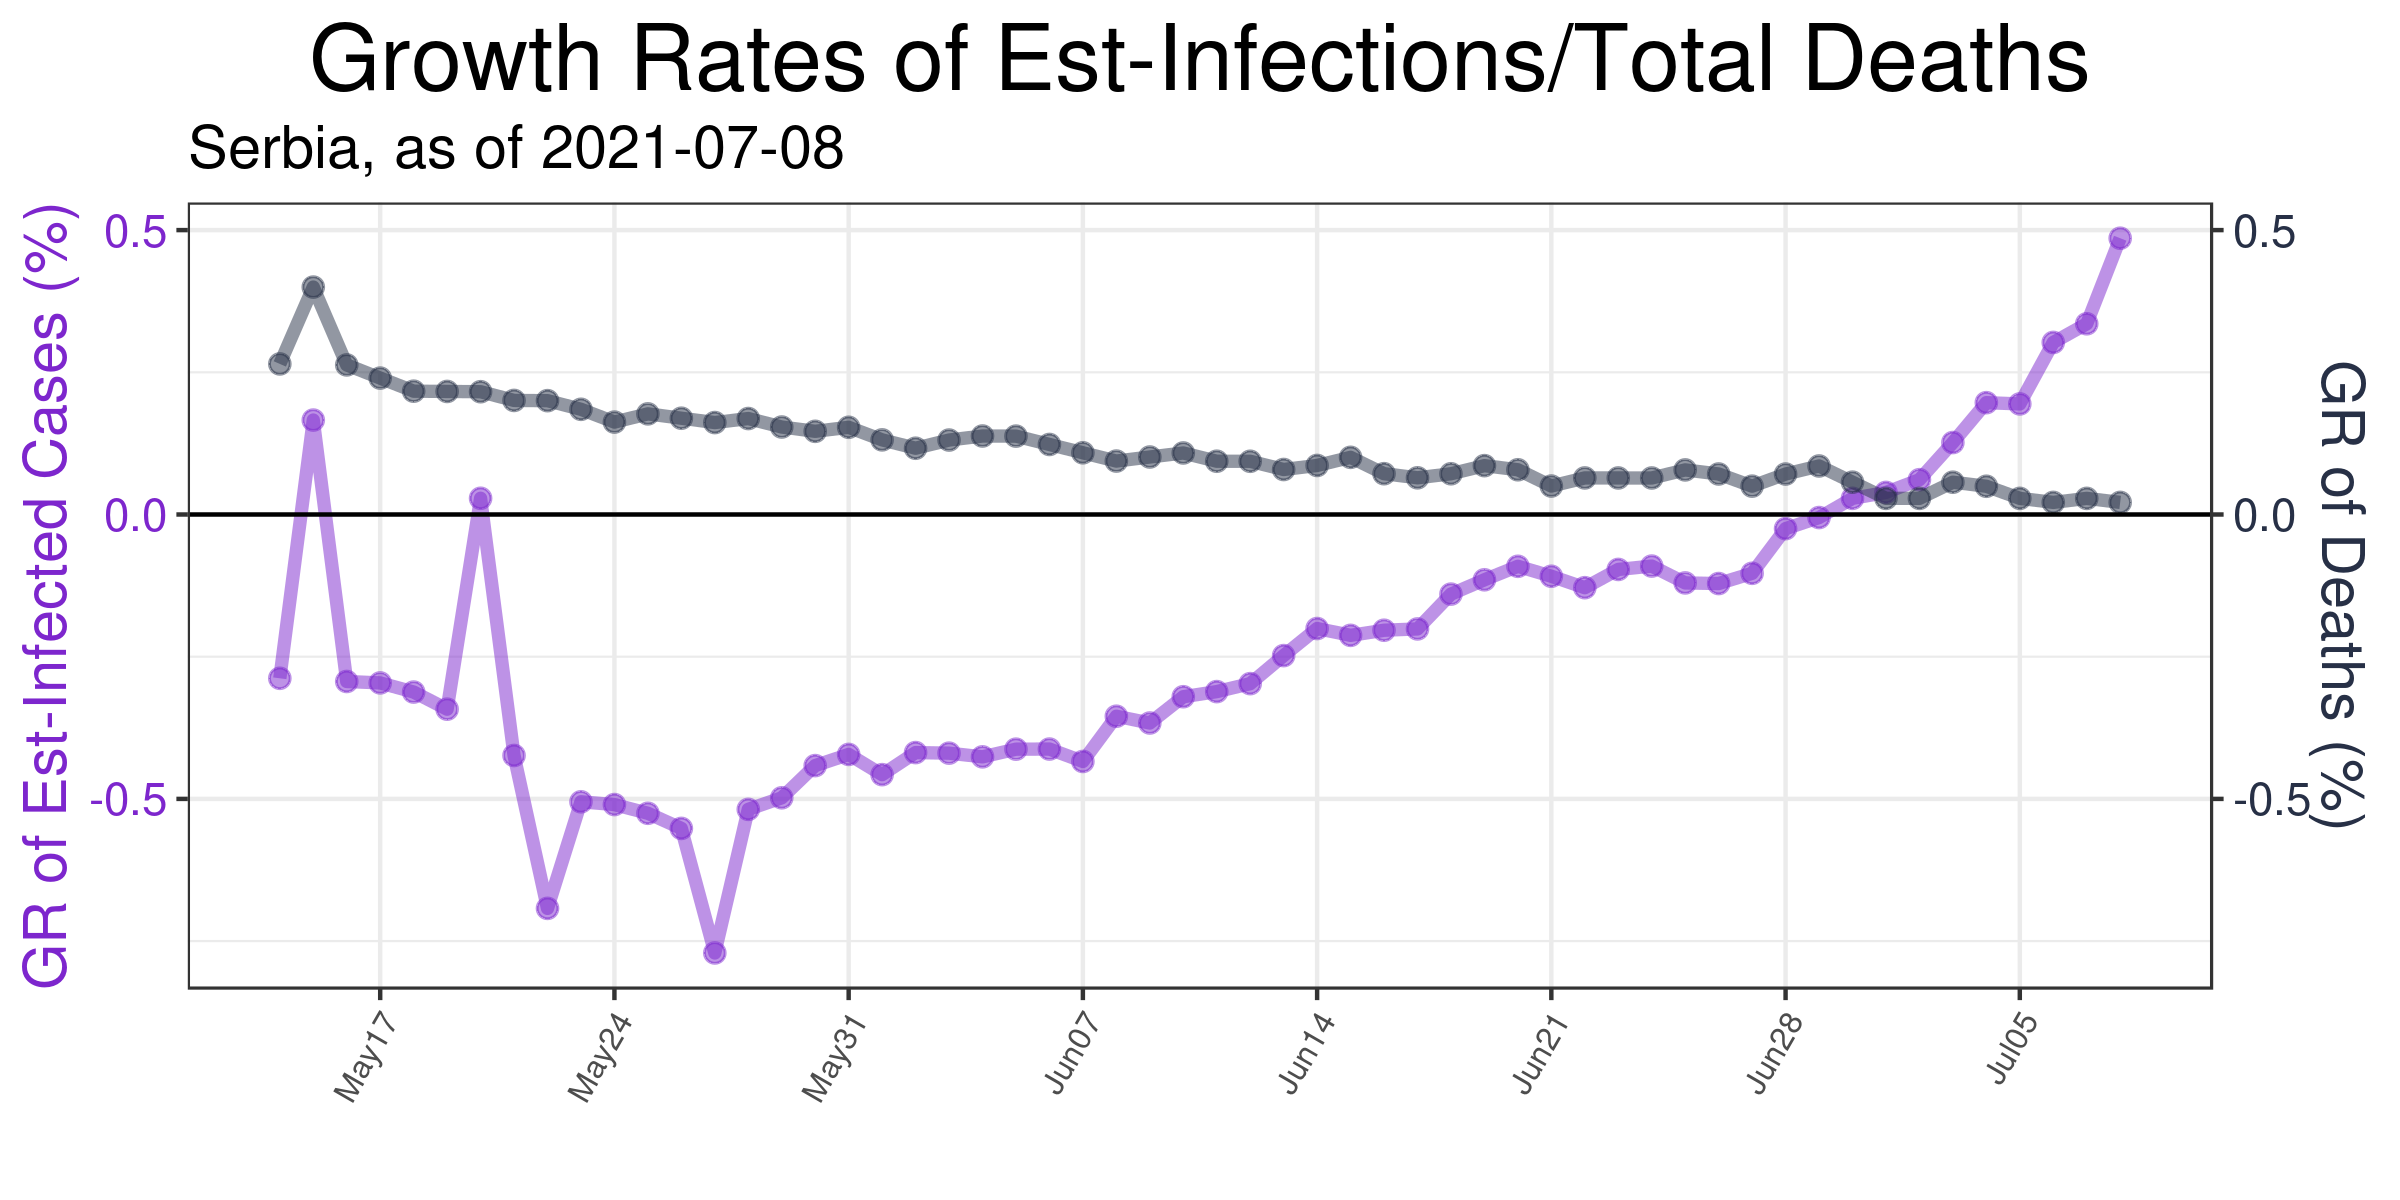 Growth Rates of Est-Infections/Total Deaths
Serbia, as of 2021-07-08
GR of Est-Infected Cases (%)
0.5
0.0
-0.5
0.5
0.0
-0.5
GR of Deaths (%)
May17
May24
May31
Jun07
Jun14
Jun21
Jun28
Jul05